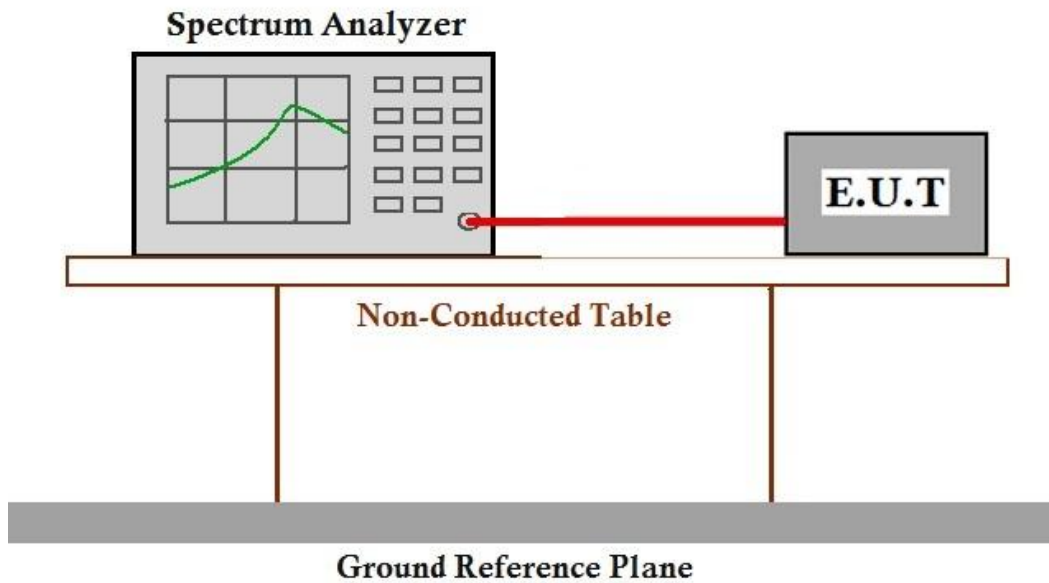 Spectrum Analyzer
E.U.T
Non-Conducted Table
Ground Reference Plane